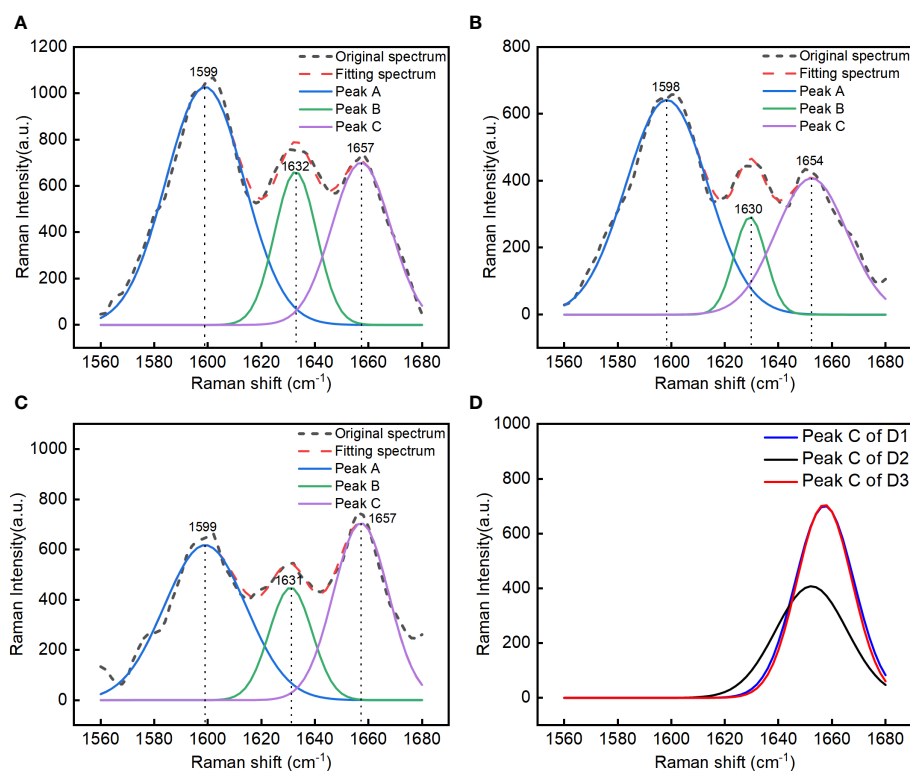 A
Raman Intensity(a.u.)
1200
1000
800
600
400
200
0
1599
1632
1657
Original spectrum
Fitting spectrum
Peak A
Peak B
Peak C
1560 1580 1600 1620 1640 1660 1680
Raman shift (cm-1)
B
Raman Intensity(a.u.)
800
600
400
200
0
1598
1630
1654
Original spectrum
Fitting spectrum
Peak A
Peak B
Peak C
1560 1580 1600 1620 1640 1660 1680
Raman shift (cm-1)
C
Raman Intensity(a.u.)
1000
800
600
400
200
0
1599
1631
1657
Original spectrum
Fitting spectrum
Peak A
Peak B
Peak C
1560 1580 1600 1620 1640 1660 1680
Raman shift (cm-1)
D
Raman Intensity(a.u.)
1000
800
600
400
200
0
Peak C of D1
Peak C of D2
Peak C of D3
1560 1580 1600 1620 1640 1660 1680
Raman shift (cm-1)